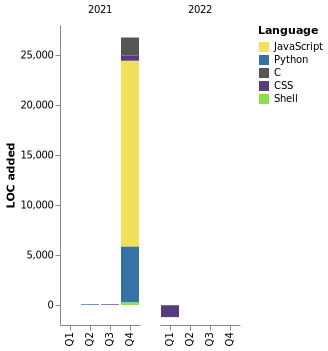 2021 2022
Language
JavaScript
Python
C
CSS
Shell
LOC added
25,000
20,000
15,000
10,000
5,000
0
Q1 Q2 Q3 Q4 Q1 Q2 Q3 Q4